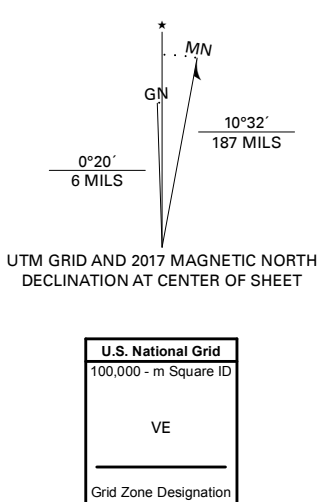 ★
MN
GN
10°32´
187 MILS
0°20´
6 MILS
UTM GRID AND 2017 MAGNETIC NORTH
DECLINATION AT CENTER OF SHEET
U.S. National Grid
100,000 - m Square ID
VE
Grid Zone Designation